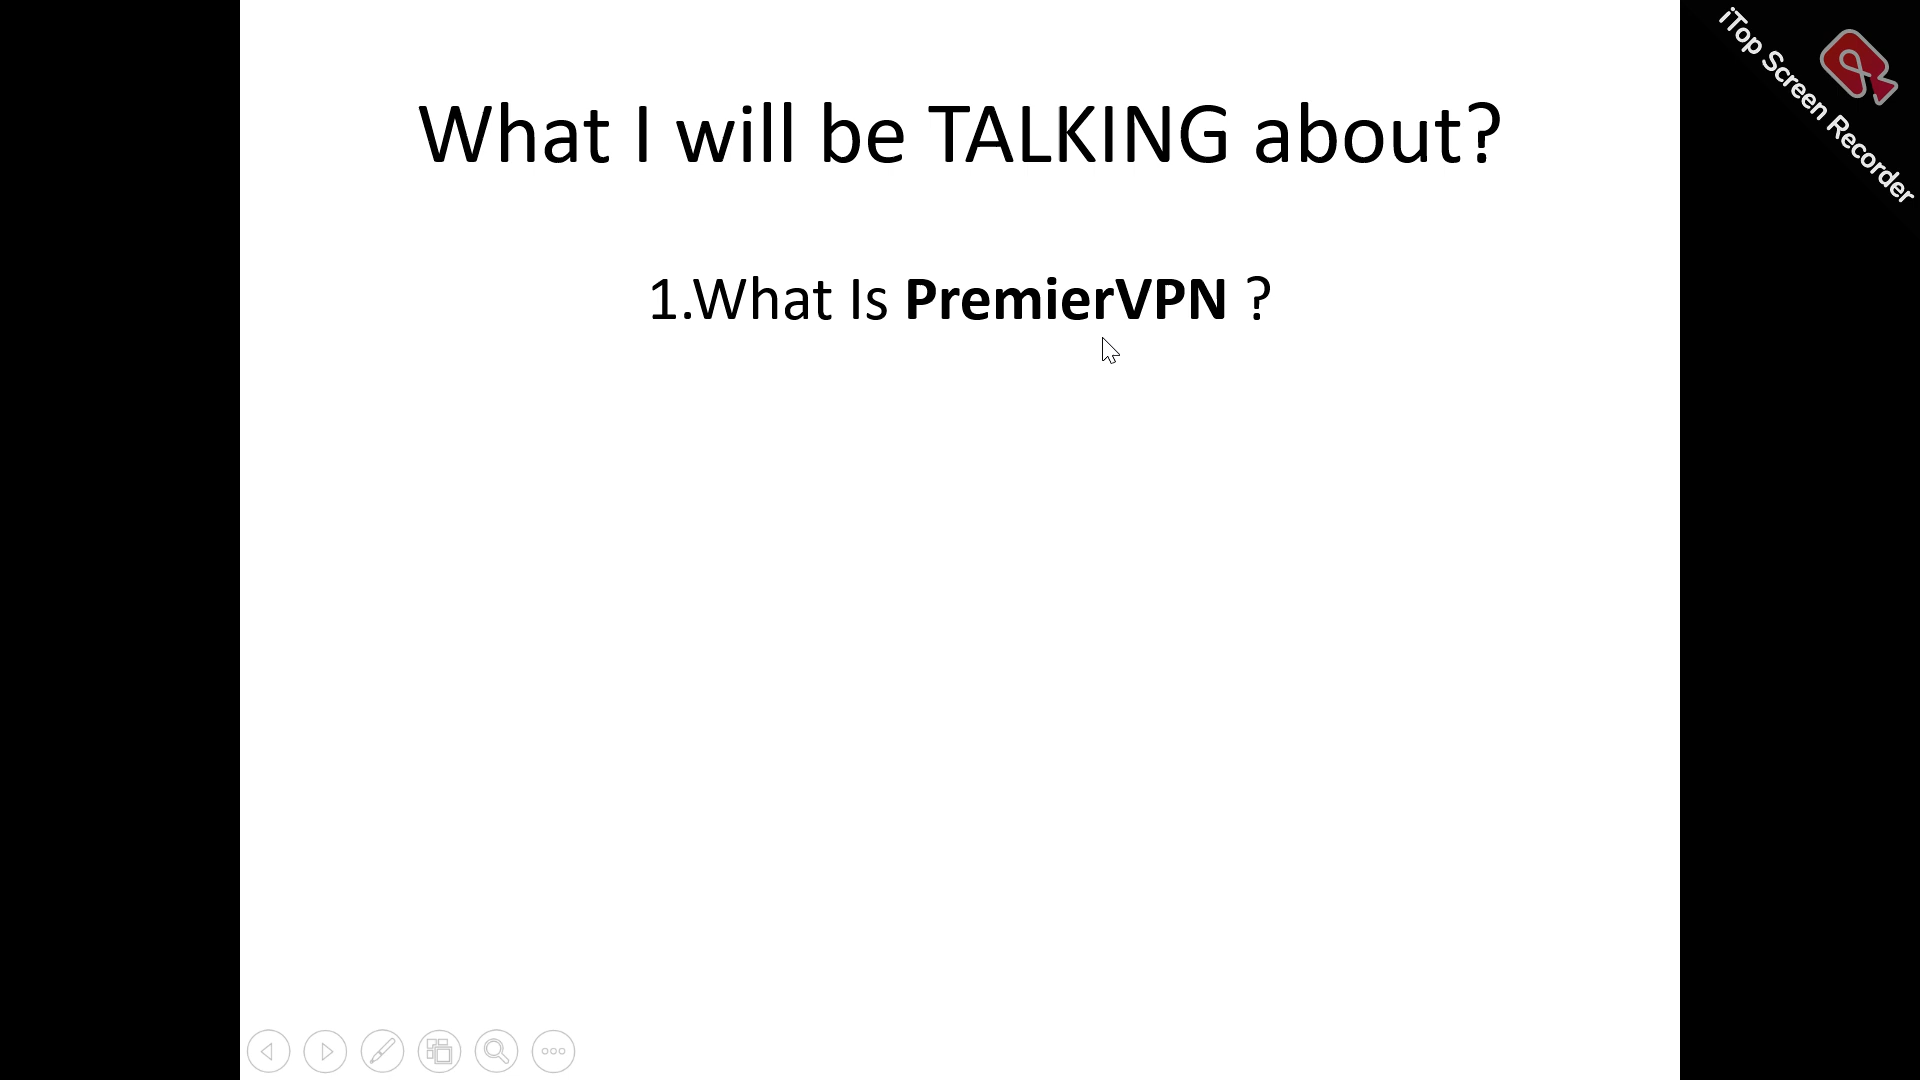 What I will be TALKING about?
1.What Is PremierVPN ?
iTop Screen Recorder